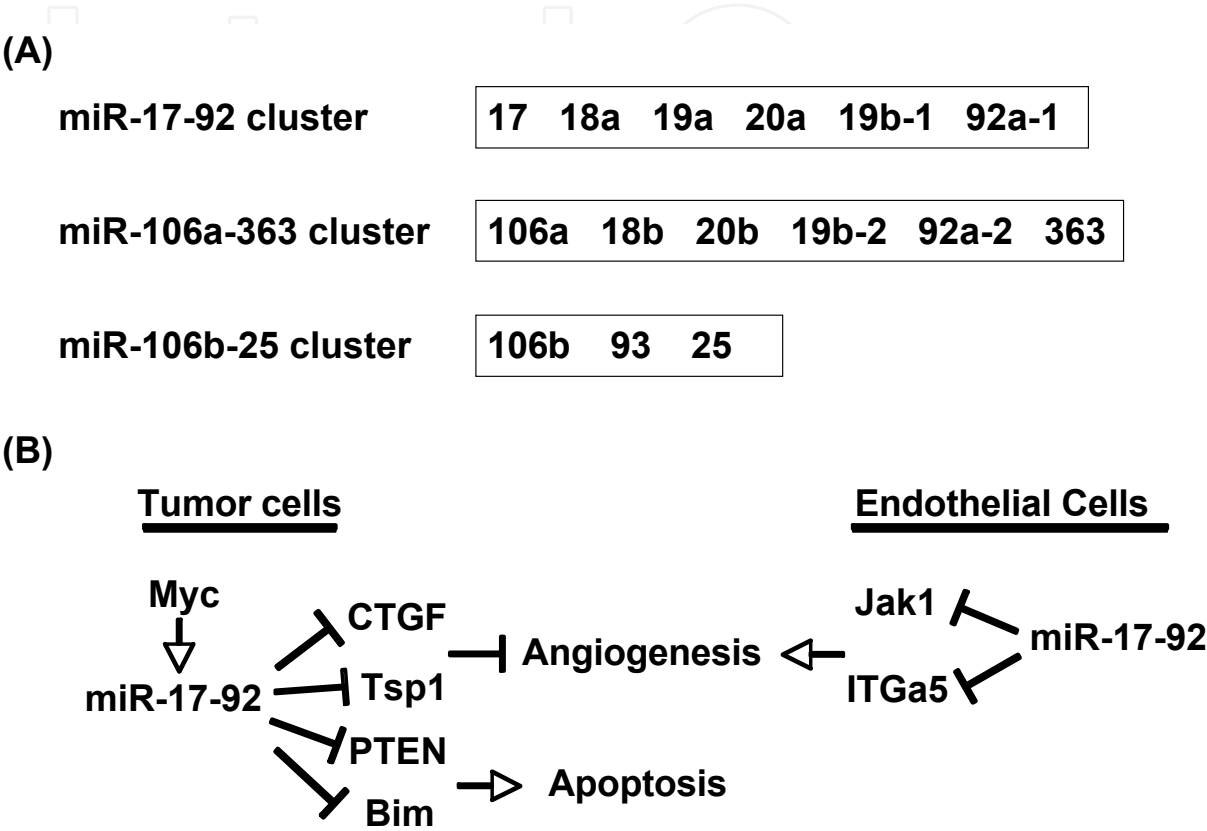 (A)
miR-17-92 cluster 17 18a 19a 20a 19b-1 92a-1
miR-106a-363 cluster 106a 18b 20b 19b-2 92a-2 363
miR-106b-25 cluster 106b 93 25
(B)
Tumor cells Endothelial Cells
Myc
miR-17-92
CTGF
Tsp1
PTEN
Bim
Angiogenesis
Apoptosis
Jak1
ITGa5
miR-17-92